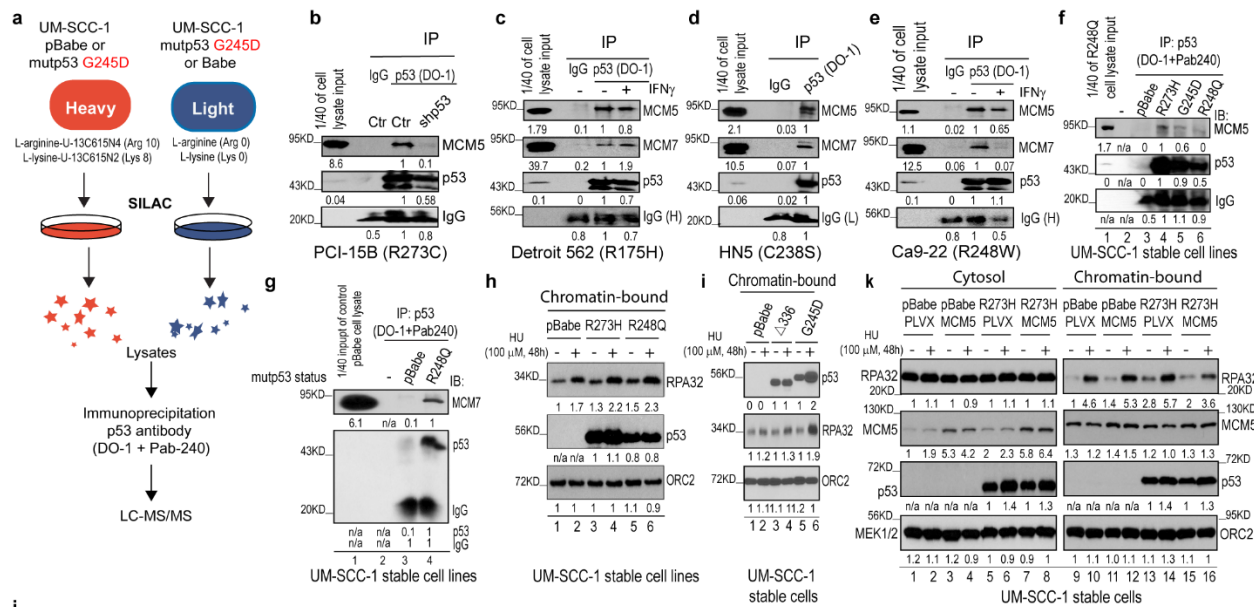 a
UM-SCC-1
pBabe or
mutp53 G245D
UM-SCC-1
mutp53 G245D
or Babe
Heavy
Light
L-arginine-U-13C615N4 (Arg 10)
L-lysine-U-13C615N2 (Lys 8)
L-arginine (Arg 0)
L-lysine (Lys 0)
SILAC
Lysates
Immunoprecipitation
p53 antibody
(DO-1 + Pab-240)
LC-MS/MS
b
1/40 of cell
lysate input
IP
IgG p53 (DO-1)
Ctr Ctr shp53
95KD
MCM5
8.6 1 0.1
43KD
p53
0.04 1 0.58
20KD
IgG
0.5 1 0.8
PCI-15B (R273C)
c
1/40 of cell
lysate input
IP
IgG p53 (DO-1)
- - + IFNγ
95KD
MCM5
1.79 0.1 1 0.8
95KD
MCM7
39.7 0.2 1 1.9
43KD
p53
0.1 0 1 0.7
56KD
IgG (H)
0.8 1 0.7
Detroit 562 (R175H)
d
1/40 of cell
lysate input
IP
IgG p53 (DO-1)
95KD
MCM5
2.1 0.03 1
95KD
MCM7
10.5 0.07 1
43KD
p53
0.06 0.02 1
20KD
IgG (L)
0.8 1
HN5 (C238S)
e
1/40 of cell
lysate input
IP
IgG p53 (DO-1)
- - + IFNγ
95KD
MCM5
1.1 0.02 1 0.65
95KD
MCM7
12.5 0.06 1 0.07
43KD
p53
0.1 0 1 1.1
56KD
IgG (H)
0.8 1 0.5
Ca9-22 (R248W)
f
1/40 of R248Q
cell lysate input
IP: p53
(DO-1+Pab240)
- pBabe R273H G245D R248Q
IB:
95KD
MCM5
1.7 n/a 0 1 0.6 0
43KD
p53
0 n/a 0 1 0.9 0.5
20KD
IgG
n/a n/a 0.5 1 1.1 0.9
1 2 3 4 5 6
UM-SCC-1 stable cell lines
g
1/40 inpupt of control
pBabe cell lysate
IP: p53
(DO-1+Pab240)
mutp53 status
- pBabe R248Q
IB:
95KD
MCM7
6.1 n/a 0.1 1
43KD
p53
20KD
IgG
n/a n/a 0.1 1 p53
n/a n/a 1 1 IgG
1 2 3 4
UM-SCC-1 stable cell lines
h
Chromatin-bound
pBabe R273H R248Q
HU
(100 μM, 48h) - + - + - +
34KD
RPA32
1 1.7 1.3 2.2 1.5 2.3
56KD
p53
n/a n/a 1 1.1 0.8 0.8
72KD
ORC2
1 1 1 1 1.1 0.9
1 2 3 4 5 6
UM-SCC-1 stable cell lines
i
Chromatin-bound
pBabe △336 G245D
HU
(100 μM, 48h) - + - + - +
56KD
p53
0 0 1 1 1 2
34KD
RPA32
1 1.2 1 1.3 1 1.9
72KD
ORC2
1 1.1 1.1 1 1.2 1
1 2 3 4 5 6
UM-SCC-1
stable cells
k
Cytosol
Chromatin-bound
pBabe pBabe R273H R273H
PLVX MCM5 PLVX MCM5
pBabe pBabe R273H R273H
PLVX MCM5 PLVX MCM5
HU
(100 μM, 48h) - + - + - + - + - + - + - + - +
RPA32
20KD
RPA32
20KD
1 1.1 1 0.9 1 1 1.1 1.1 1 4.6 1.4 5.3 2.8 5.7 2 3.6
130KD
MCM5
130KD
MCM5
1 1.9 5.3 4.2 2 2.3 5.8 6.4 1.3 1.2 1.4 1.5 1.2 1.0 1.3 1.3
72KD
p53
72KD
p53
n/a n/a n/a n/a 1 1.4 1 1.3 n/a n/a n/a n/a 1 1.4 1 1.3
56KD
MEK1/2
95KD
ORC2
1.2 1.1 0.9 1 1 0.9 0.9 1 1 1.1 1.0 1.1 1.3 1.1 1.1 1
1 2 3 4 5 6 7 8 9 10 11 12 13 14 15 16
UM-SCC-1 stable cells